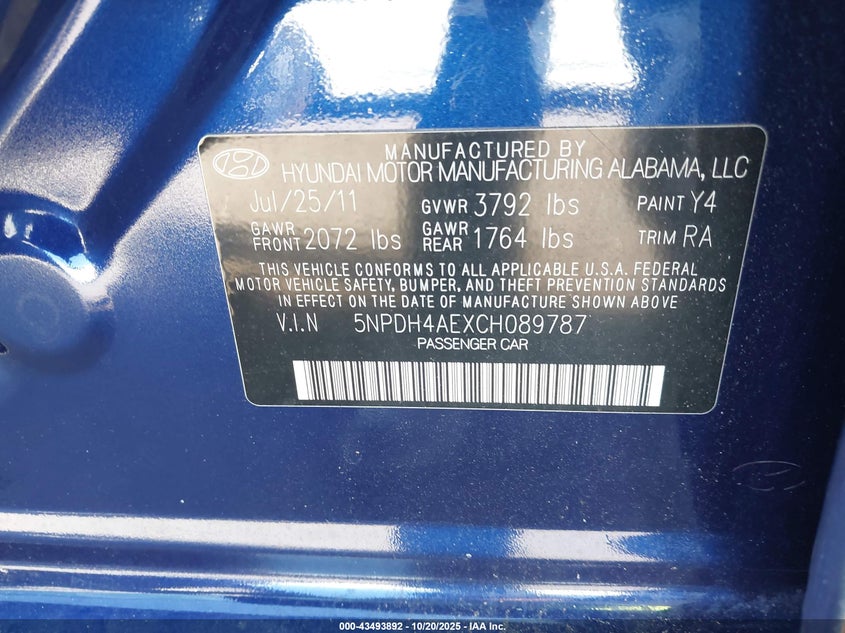 MANUFACTURED BY
HYUNDAI MOTOR MANUFACTURING ALABAMA, LLC
Jul/25/11 GVWR 3792 lbs PAINT Y4
GAWR FRONT 2072 lbs GAWR REAR 1764 lbs TRIM RA
THIS VEHICLE CONFORMS TO ALL APPLICABLE U.S.A. FEDERAL
MOTOR VEHICLE SAFETY, BUMPER, AND THEFT PREVENTION STANDARDS
IN EFFECT ON THE DATE OF MANUFACTURE SHOWN ABOVE
V.I.N 5NPDH4AEXCH089787
PASSENGER CAR
000-43493892 - 10/20/2025 - IAA Inc.